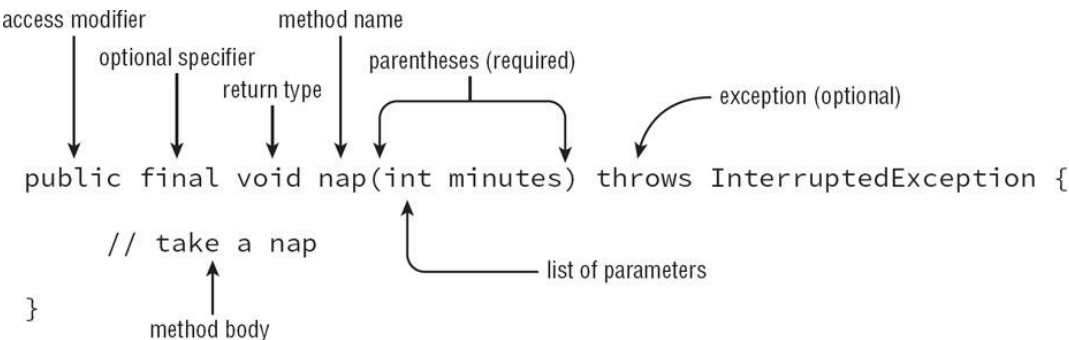 access modifier
method name
optional specifier
parentheses (required)
return type
exception (optional)
public final void nap(int minutes) throws InterruptedException {
// take a nap
list of parameters
}
method body